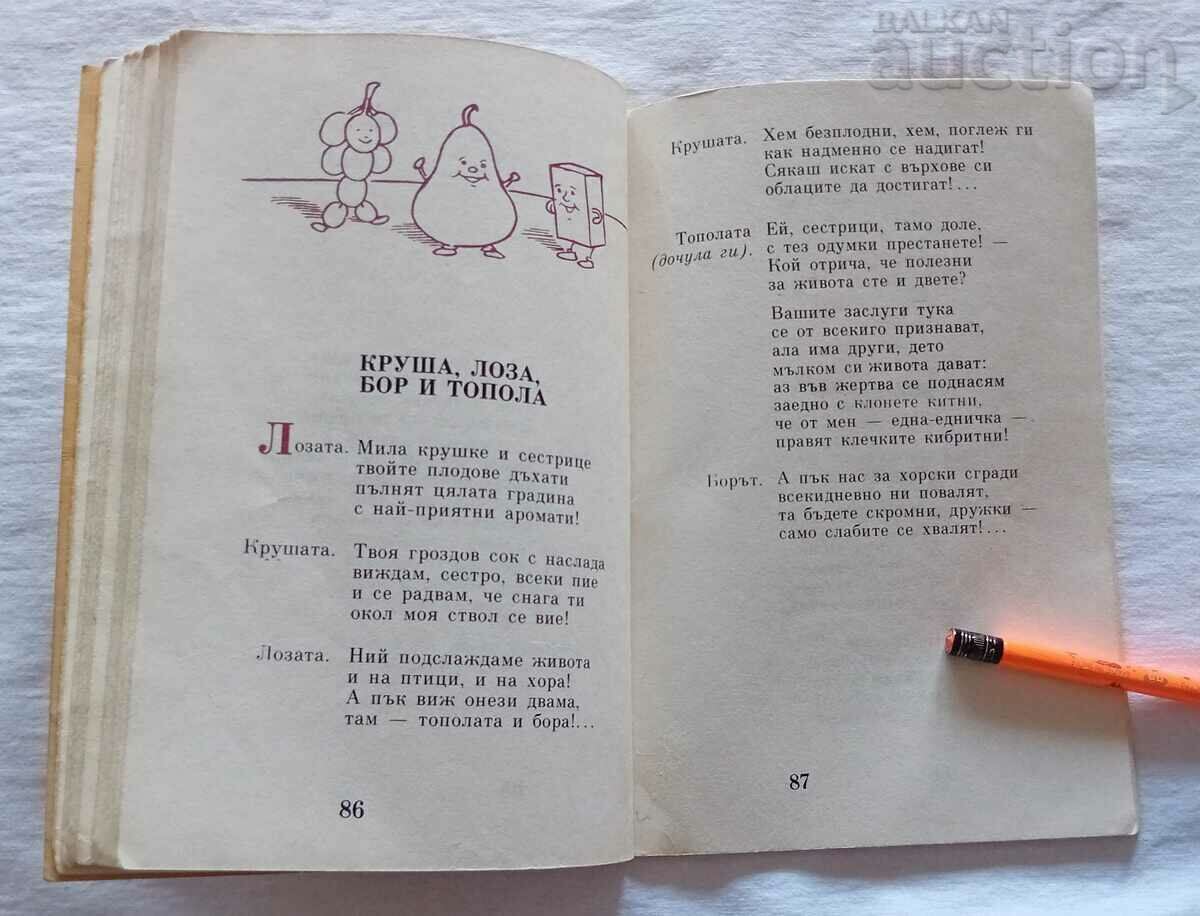 BALKAN
auction
КРУША, ЛОЗА,
БОР И ТОПОЛА
Лозата. Мила крушке и сестрице
твойте плодове дъхати
пълнят цялата градина
с най-приятни аромати!
Крушата. Твоя гроздов сок с наслада
виждам, сестро, всеки пие
и се радвам, че снага ти
окол моя ствол се вие!
Лозата. Ний подслаждаме живота
и на птици, и на хора!
А пък виж онези двама,
там — тополата и бора!...
86
Крушата. Хем безплодни, хем, поглеж ги
как надменно се надигат!
Сякаш искат с върхове си
облаците да достигат!...
Тополата Ей, сестрици, тамо доле,
(дочула ги). с тез одумки престанете! —
Кой отрича, че полезни
за живота сте и двете?
Вашите заслуги тука
се от всекиго признават,
ала има други, дето
мълком си живота дават:
аз във жертва се поднасям
заедно с клонете китни,
че от мен — една-едничка —
правят клечките кибритни!
Борът. А пък нас за хорски сгради
всекидневно ни повалят,
та бъдете скромни, дружки —
само слабите се хвалят!...
87